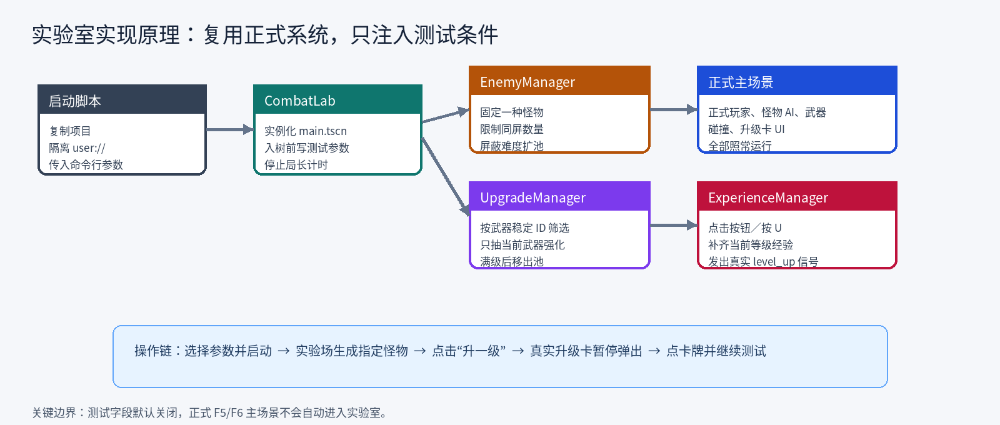 实验室实现原理：复用正式系统，只注入测试条件
启动脚本
复制项目
隔离 user://
传入命令行参数
CombatLab
实例化 main.tscn
入树前写测试参数
停止局长计时
EnemyManager
固定一种怪物
限制同屏数量
屏蔽难度扩池
正式主场景
正式玩家、怪物 AI、武器
碰撞、升级卡 UI
全部照常运行
UpgradeManager
按武器稳定 ID 筛选
只抽当前武器强化
满级后移出池
ExperienceManager
点击按钮／按 U
补齐当前等级经验
发出真实 level_up 信号
操作链：选择参数并启动 → 实验场生成指定怪物 → 点击“升一级” → 真实升级卡暂停弹出 → 点卡牌并继续测试
关键边界：测试字段默认关闭，正式 F5/F6 主场景不会自动进入实验室。